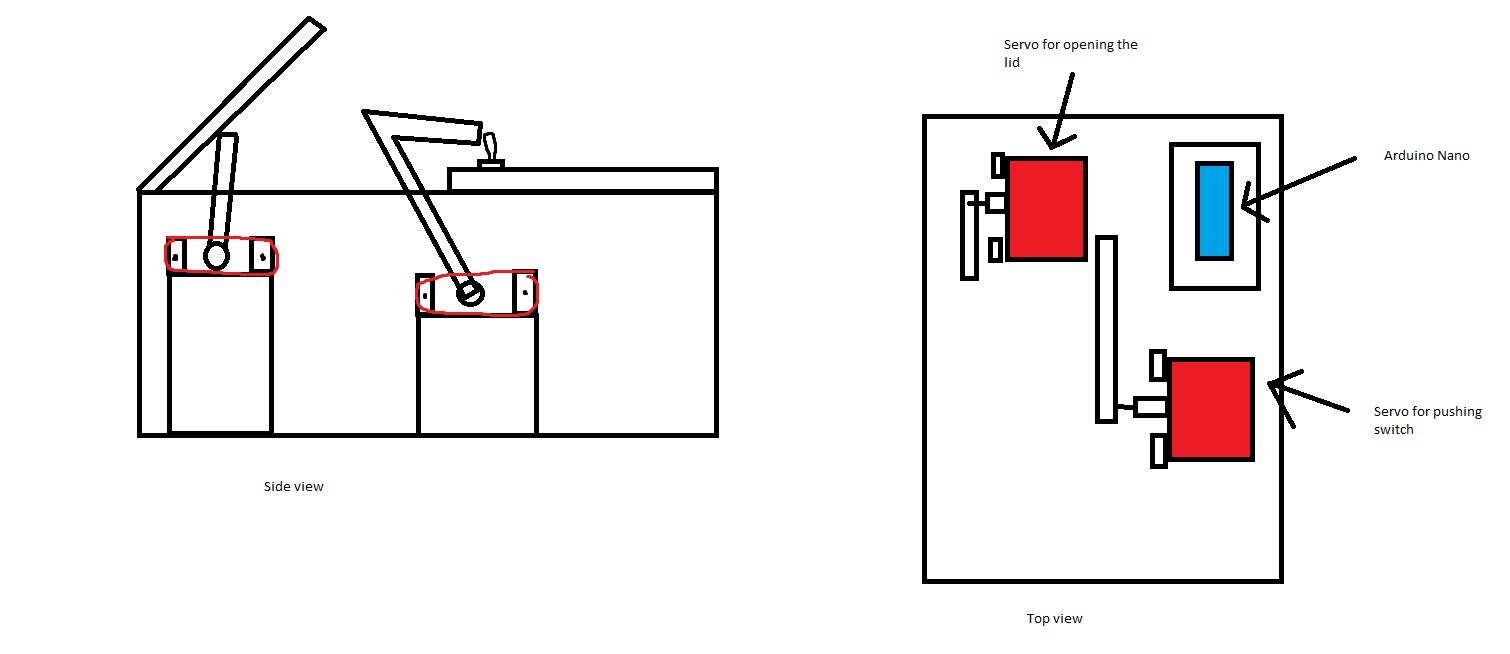 Servo for opening the
lid
Arduino Nano
Servo for pushing
switch
Side view
Top view